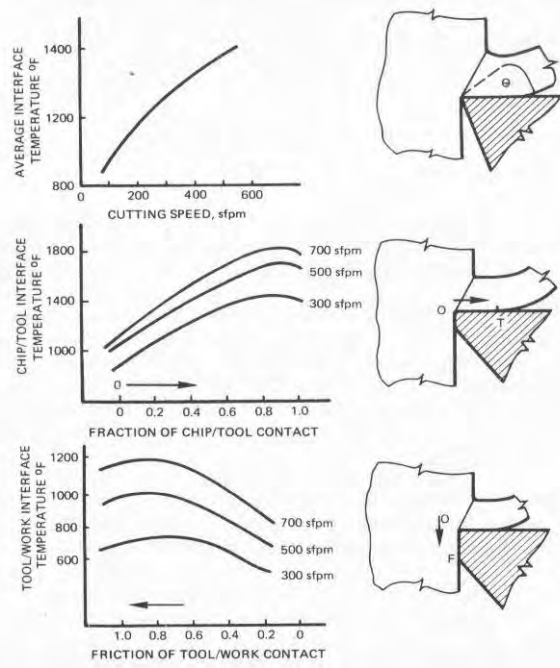 AVERAGE INTERFACE
TEMPERATURE ºF
1400
1200
800
0
200
400
600
CUTTING SPEED, sfpm
Θ
CHIP/TOOL INTERFACE
TEMPERATURE ºF
1800
1400
1000
700 sfpm
500 sfpm
300 sfpm
0
0
0.2
0.4
0.6
0.8
1.0
FRACTION OF CHIP/TOOL CONTACT
O
T
TOOL/WORK INTERFACE
TEMPERATURE ºF
1200
1000
800
600
700 sfpm
500 sfpm
300 sfpm
1.0
0.8
0.6
0.4
0.2
0
FRICTION OF TOOL/WORK CONTACT
O
F